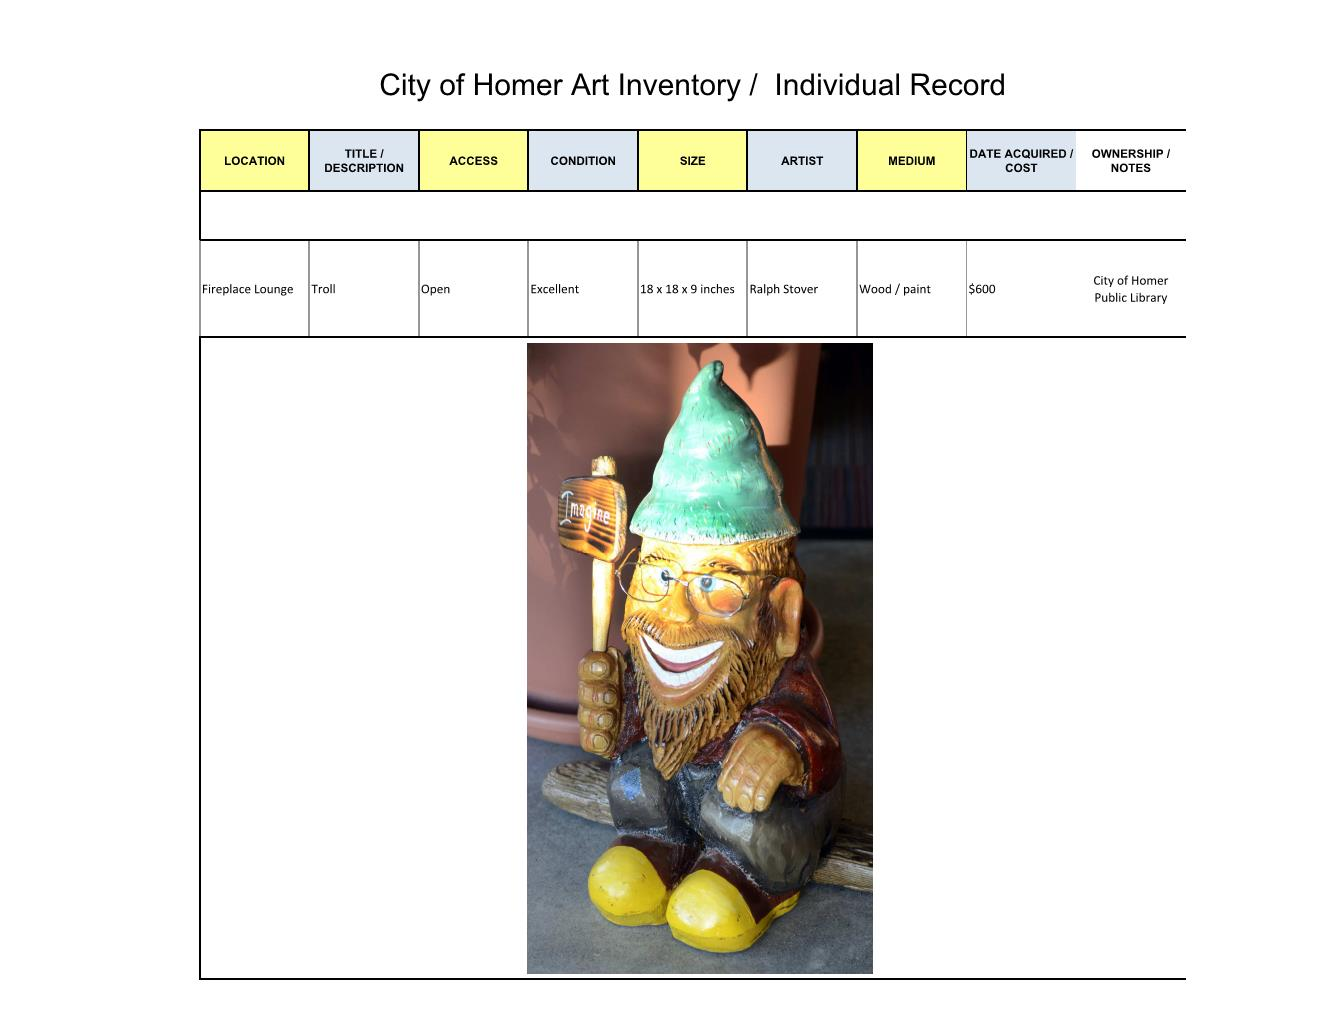 City of Homer Art Inventory /  Individual Record
LOCATION
TITLE /
DESCRIPTION
ACCESS
CONDITION
SIZE
ARTIST
MEDIUM
DATE ACQUIRED /
COST
OWNERSHIP /
NOTES
Fireplace Lounge
Troll
Open
Excellent
18 x 18 x 9 inches
Ralph Stover
Wood / paint
$600
City of Homer
Public Library
Imagine